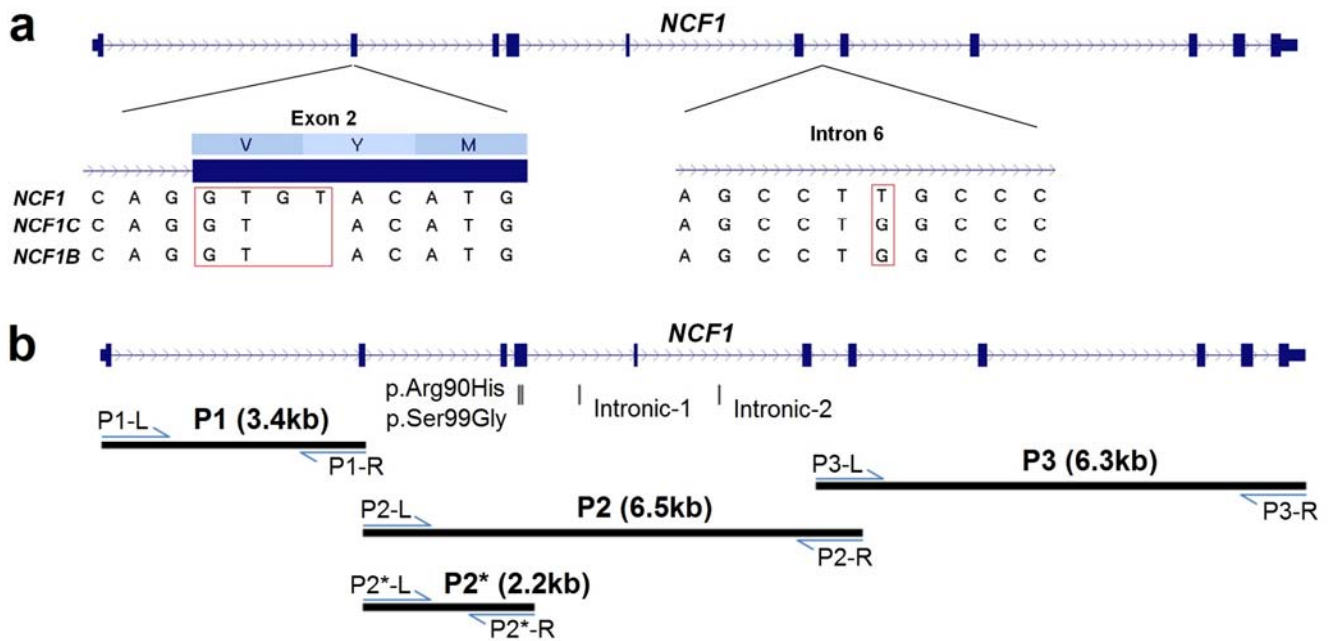 a
NCF1
Exon 2
V Y M
NCF1 C A G G T G T A C A T G
NCF1C C A G G T A C A T G
NCF1B C A G G T A C A T G
Intron 6
A G C C T T G C C C
A G C C T G G C C C
A G C C T G G C C C
b
NCF1
p.Arg90His
p.Ser99Gly
Intronic-1
Intronic-2
P1-L P1 (3.4kb)
P1-R
P3-L P3 (6.3kb)
P3-R
P2-L P2 (6.5kb)
P2-R
P2*-L P2* (2.2kb)
P2*-R